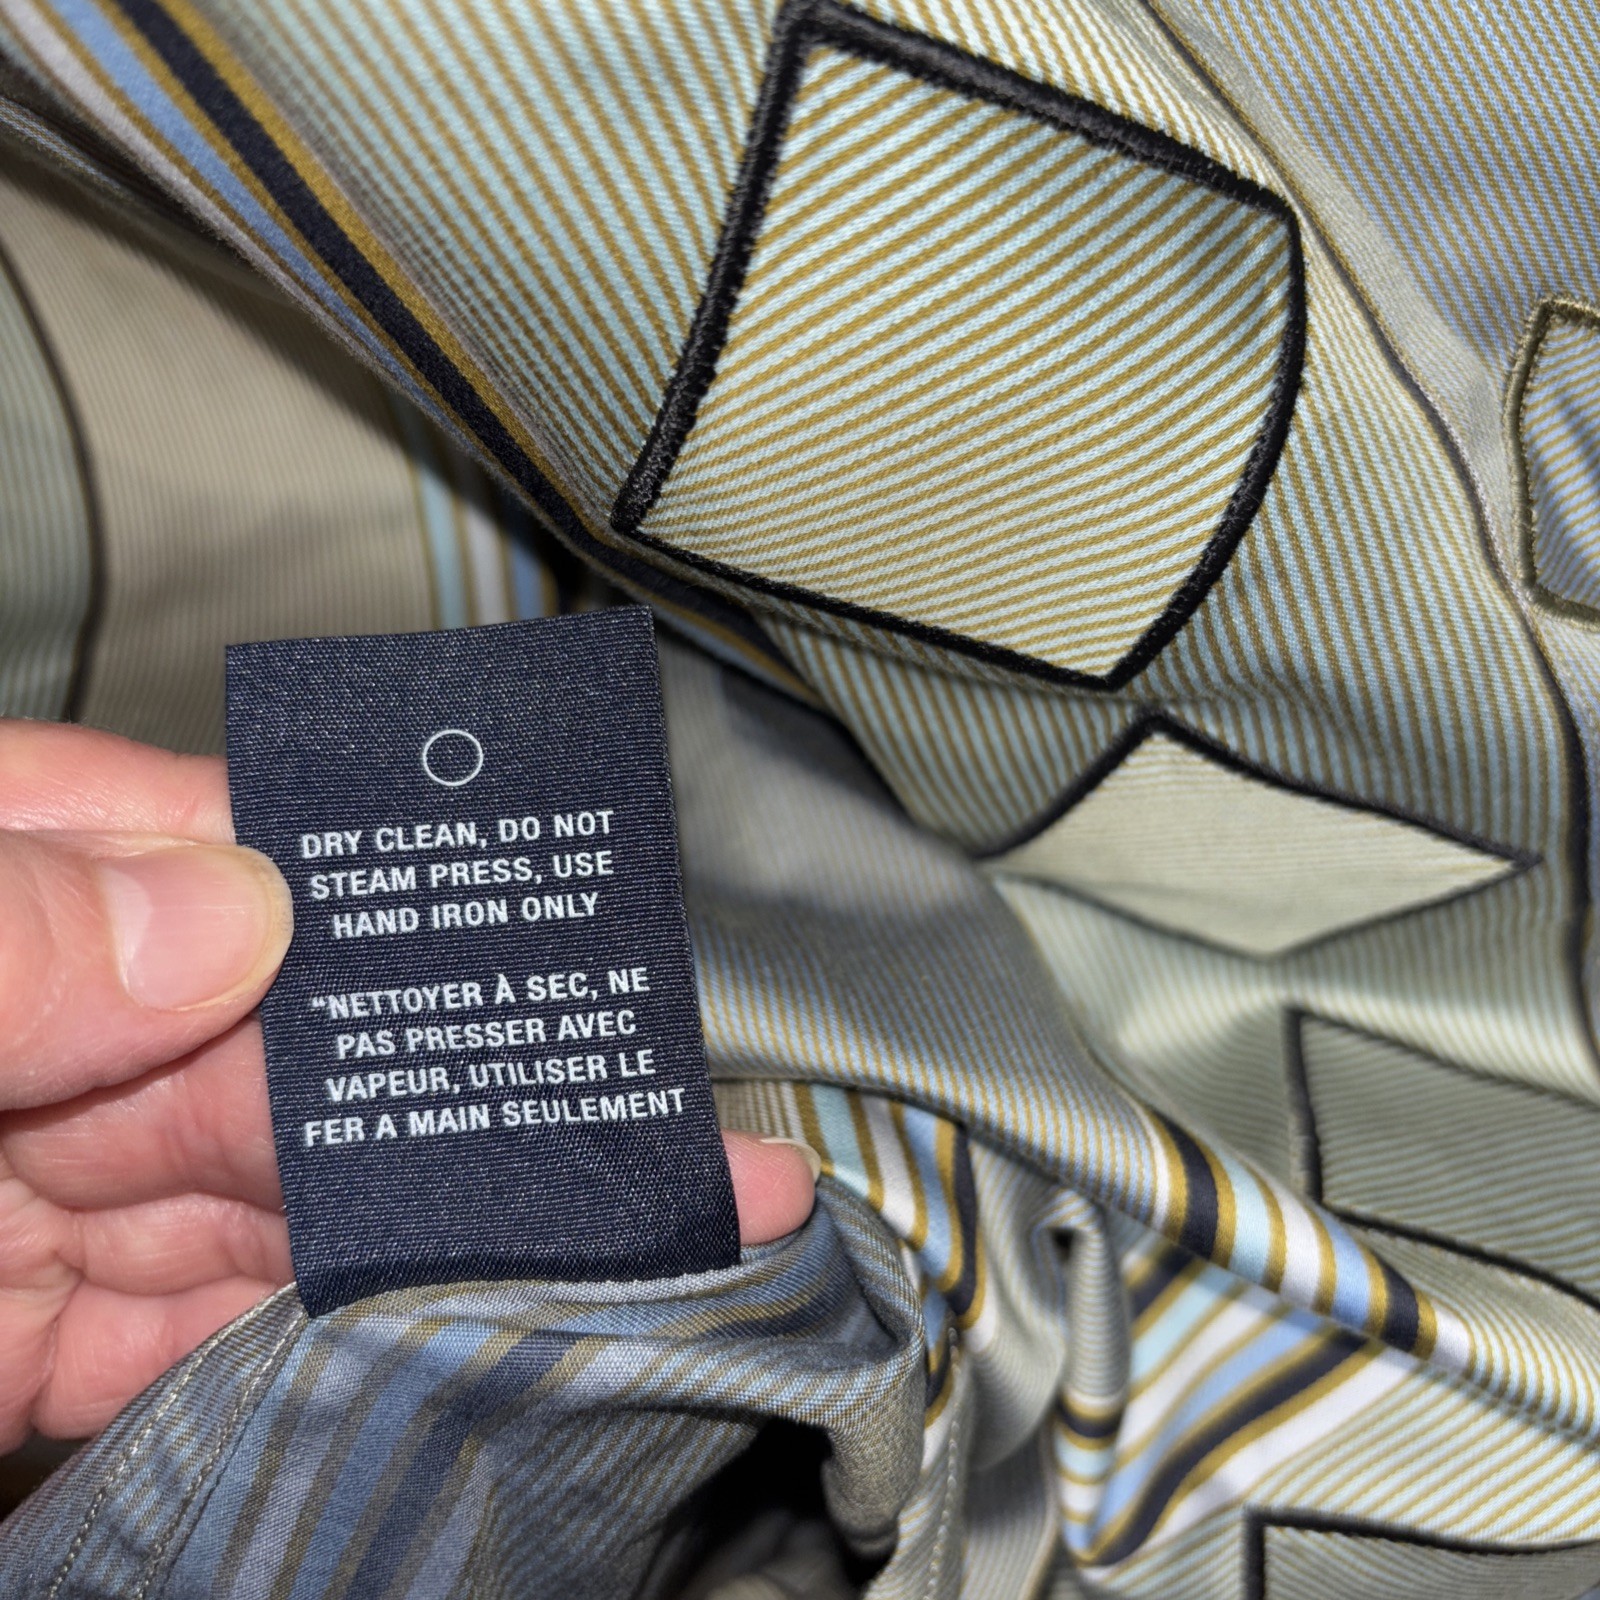 DRY CLEAN, DO NOT
STEAM PRESS, USE
HAND IRON ONLY
“NETTOYER À SEC, NE
PAS PRESSER AVEC
VAPEUR, UTILISER LE
FER A MAIN SEULEMENT